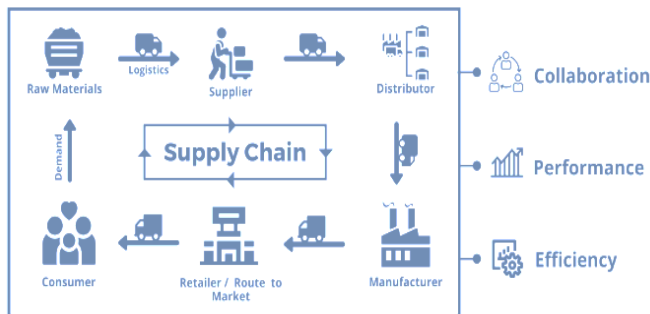 Raw Materials
Logistics
Supplier
Distributor
Collaboration
Demand
Supply Chain
Performance
Consumer
Retailer / Route to
Market
Manufacturer
Efficiency